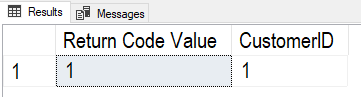 Results Messages
Return Code Value CustomerID
1 1 1